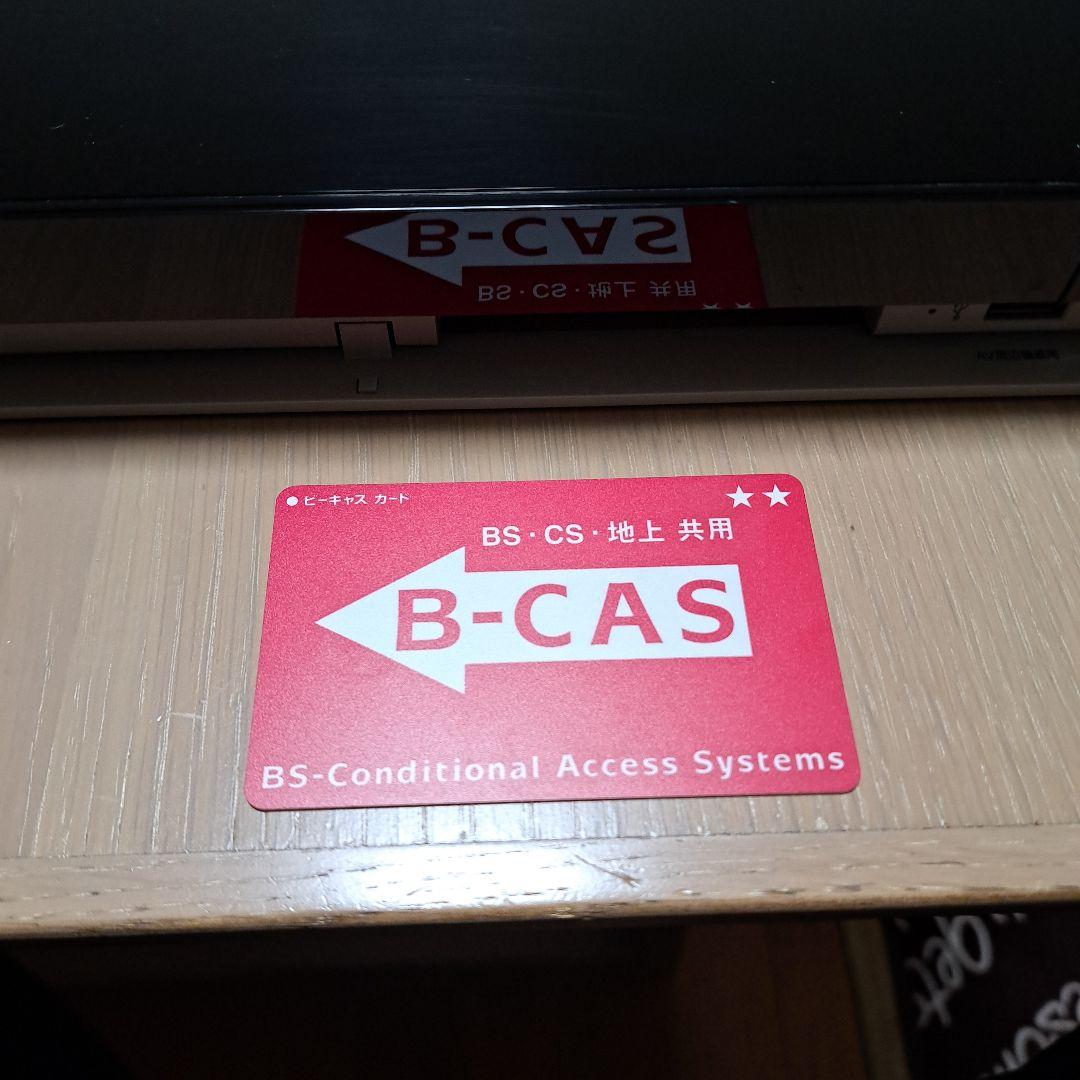 ●ビーキャス カード
★★
BS・CS・地上 共用
B-CAS
BS-Conditional Access Systems
get